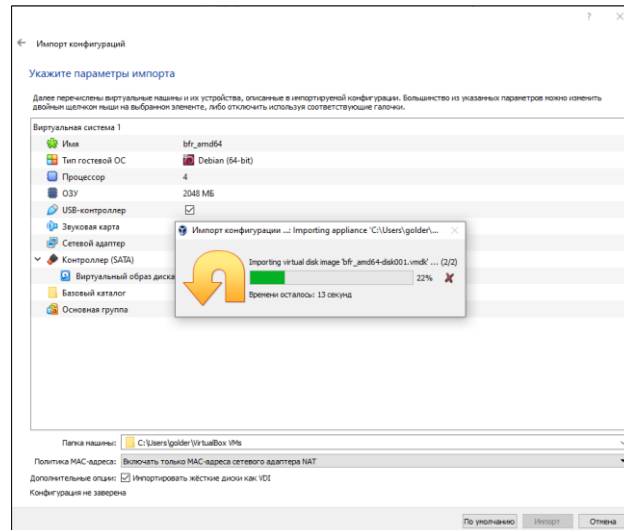 Импорт конфигураций
Укажите параметры импорта
Далее перечислены виртуальные машины и их устройства, описанные в импортируемой конфигурации. Большинство из указанных параметров можно изменить
двойным щелчком мыши на выбранном элементе, либо отключить используя соответствующие галочки.
Виртуальная система 1
Имя bfr_amd64
Тип гостевой ОС Debian (64-bit)
Процессор 4
ОЗУ 2048 МБ
USB-контроллер
Звуковая карта
Сетевой адаптер
Контроллер (SATA)
Виртуальный образ диска
Базовый каталог
Основная группа
Импорт конфигурации ...: Importing appliance 'C:\Users\golder\...
Importing virtual disk image 'bfr_amd64-disk001.vmdk' ... (2/2)
22%
Времени осталось: 13 секунд
Папка машины: C:\Users\golder\VirtualBox VMs
Политика MAC-адреса: Включать только MAC-адреса сетевого адаптера NAT
Дополнительные опции: Импортировать жёсткие диски как VDI
Конфигурация не заверена
По умолчанию Импорт Отмена